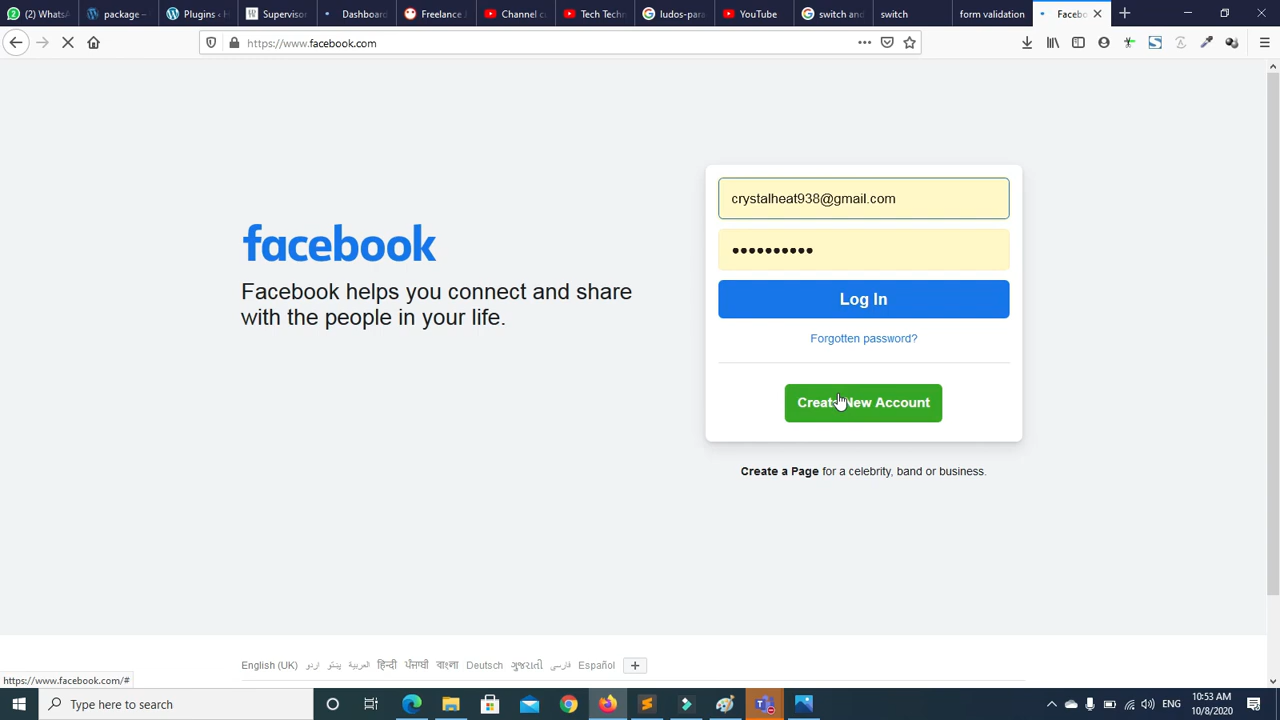 (2) WhatsA
package –
Plugins ‹ H
Supervisor
Dashboard
Freelance J
Channel c
Tech Techn
ludos-para
YouTube
switch and
switch
form validation
Facebo
https://www.facebook.com
facebook
Facebook helps you connect and share
with the people in your life.
crystalheat938@gmail.com
••••••••••
Log In
Forgotten password?
Create New Account
Create a Page for a celebrity, band or business.
English (UK) اردو پښتو العربية हिन्दी ਪੰਜਾਬੀ বাংলা Deutsch ગુજરાતી فارسی Español +
https://www.facebook.com/#
Type here to search
ENG
10:53 AM
10/8/2020